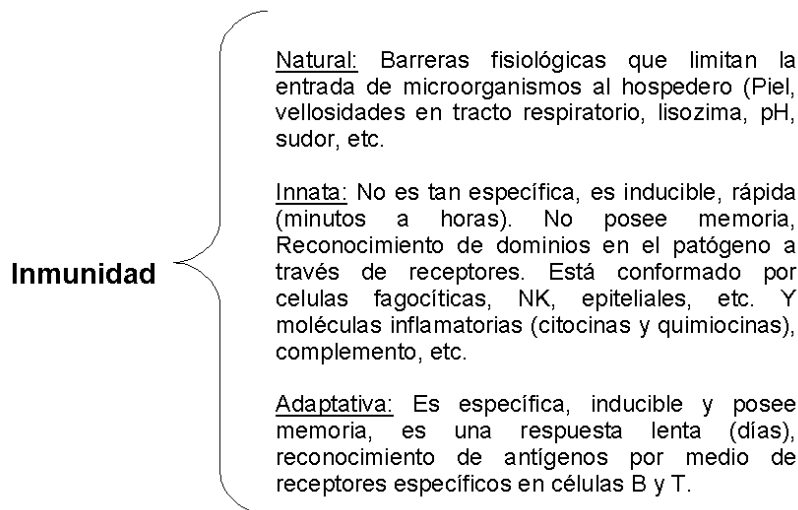 Natural: Barreras fisiológicas que limitan la
entrada de microorganismos al hospedero (Piel,
vellosidades en tracto respiratorio, lisozima, pH,
sudor, etc.
Innata: No es tan específica, es inducible, rápida
(minutos a horas). No posee memoria,
Reconocimiento de dominios en el patógeno a
través de receptores. Está conformado por
celulas fagocíticas, NK, epiteliales, etc. Y
moléculas inflamatorias (citocinas y quimiocinas),
complemento, etc.
Inmunidad
Adaptativa: Es específica, inducible y posee
memoria, es una respuesta lenta (días),
reconocimiento de antígenos por medio de
receptores específicos en células B y T.